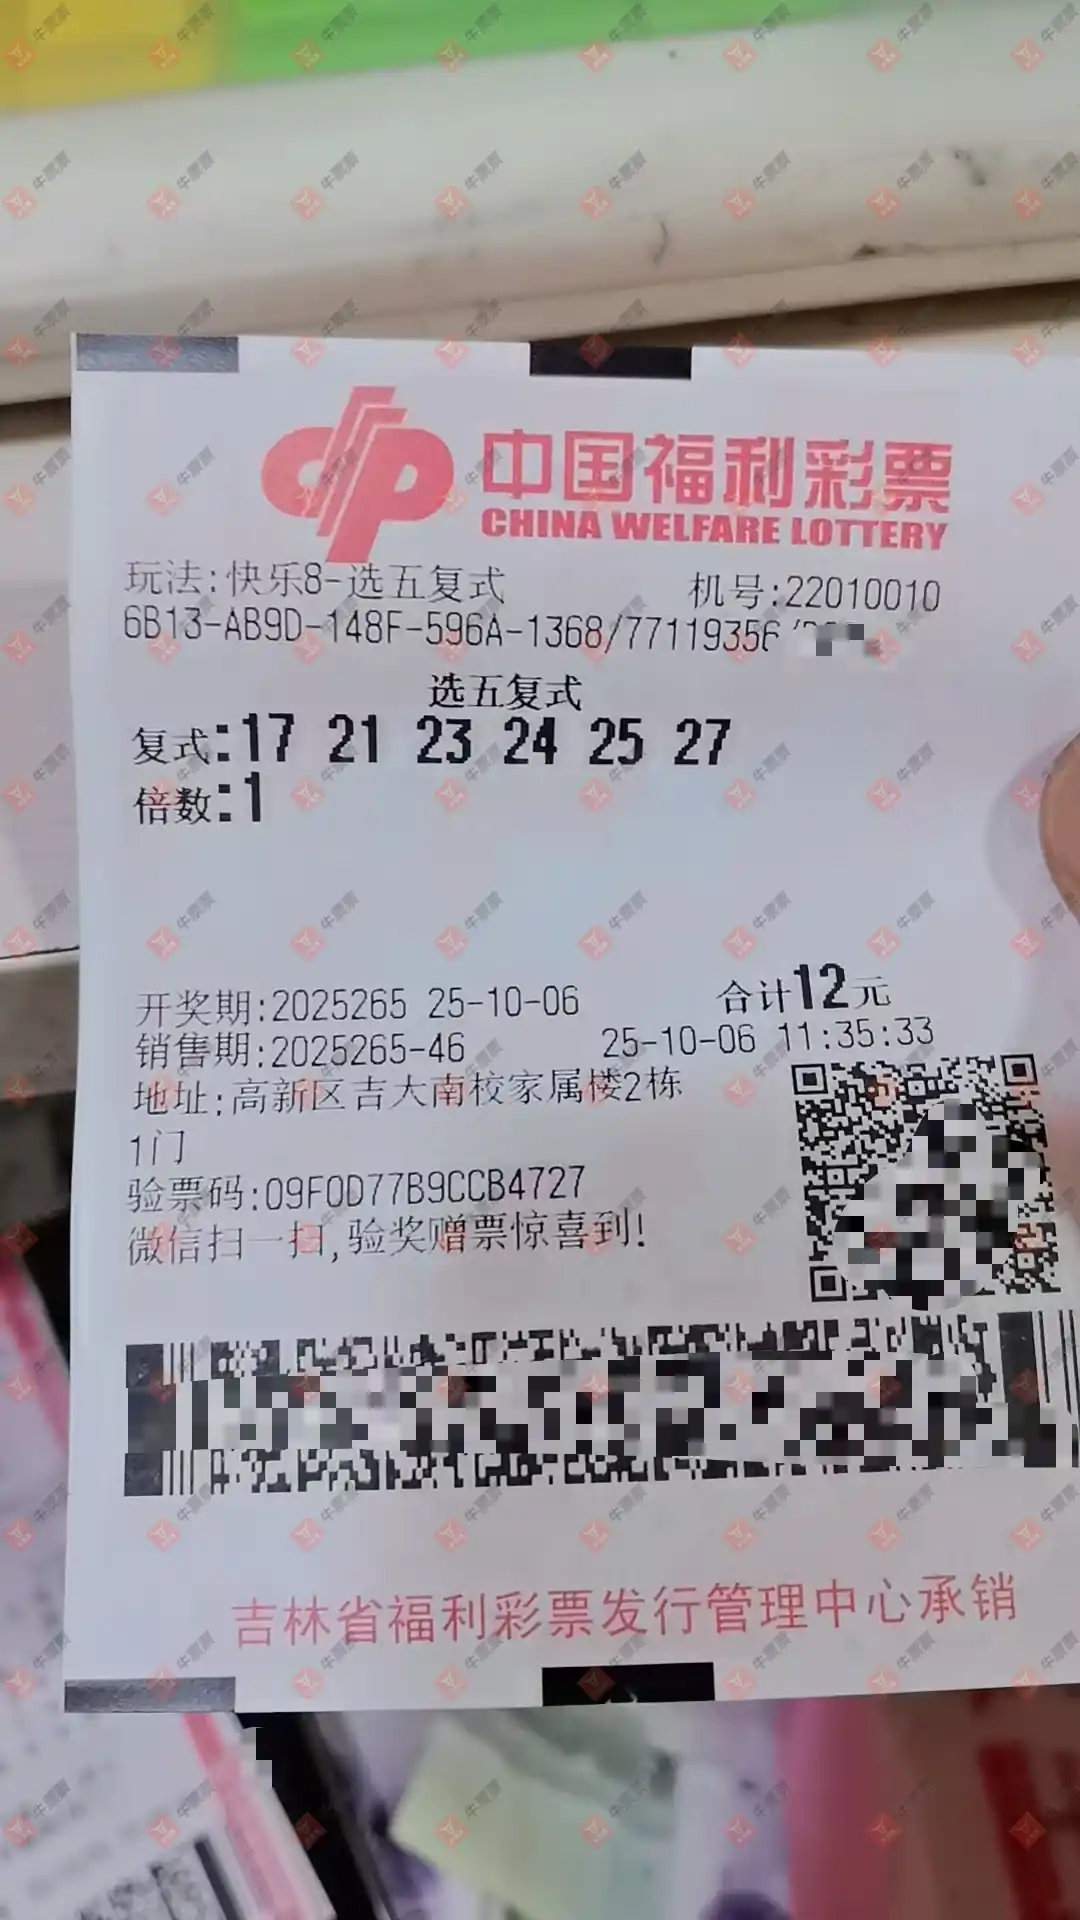 中国福利彩票
CHINA WELFARE LOTTERY
玩法:快乐8-选五复式 机号:22010010
6B13-AB9D-148F-596A-1368/77119356
选五复式
复式:17 21 23 24 25 27
倍数:1
开奖期:2025265 25-10-06 合计12元
销售期:2025265-46 25-10-06 11:35:33
地址:高新区吉大南校家属楼2栋
1门
验票码:09F0D77B9CCB4727
微信扫一扫,验奖赠票惊喜到!
吉林省福利彩票发行管理中心承销
牛票票